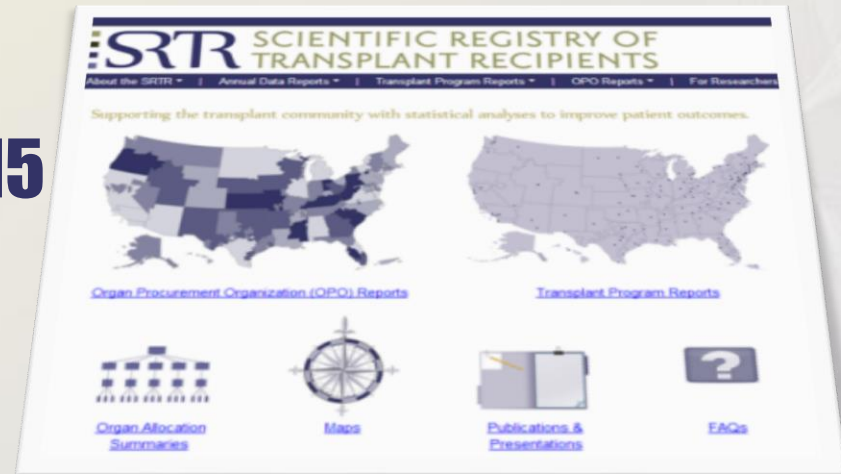 15
SRTR SCIENTIFIC REGISTRY OF
TRANSPLANT RECIPIENTS
About the SRTR | Annual Data Reports | Transplant Program Reports | OPO Reports | For Researchers
Supporting the transplant community with statistical analyses to improve patient outcomes.
Organ Procurement Organization (OPO) Reports
Transplant Program Reports
?
Organ Allocation
Summaries
Maps
Publications &
Presentations
FAQs